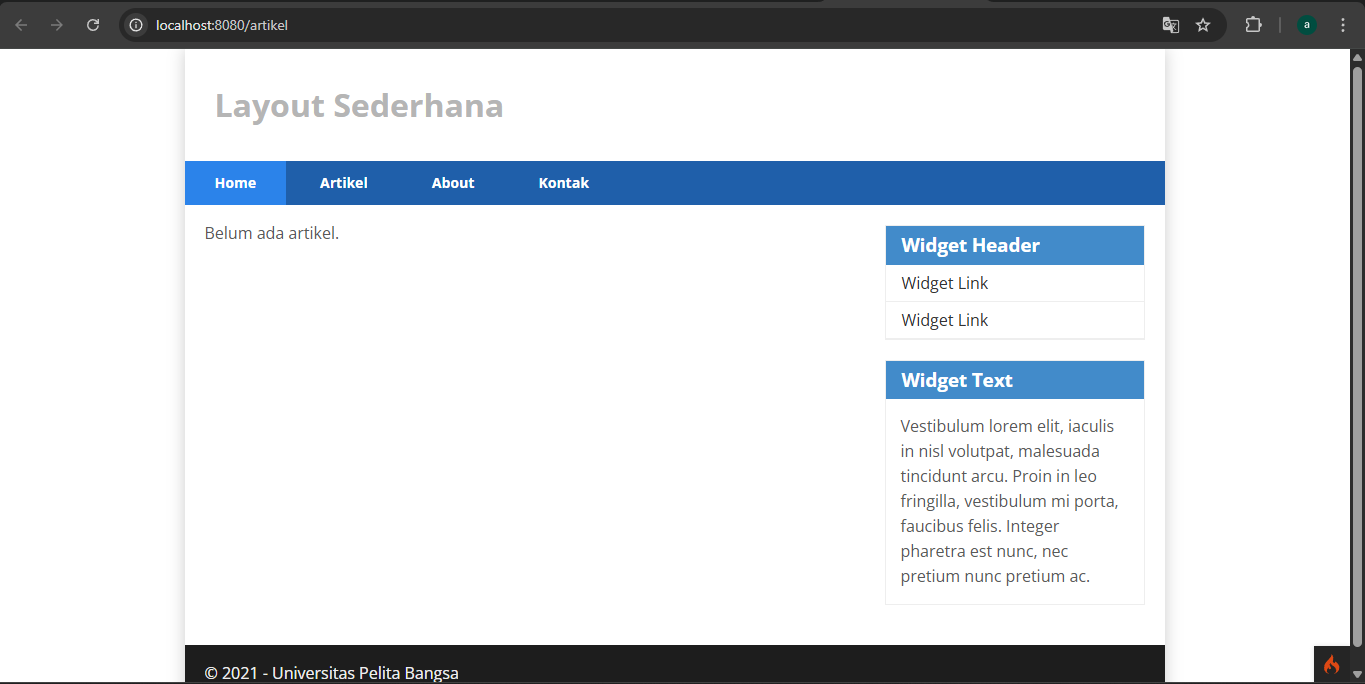 localhost:8080/artikel
a
Layout Sederhana
Home Artikel About Kontak
Belum ada artikel.
Widget Header
Widget Link
Widget Link
Widget Text
Vestibulum lorem elit, iaculis
in nisl volutpat, malesuada
tincidunt arcu. Proin in leo
fringilla, vestibulum mi porta,
faucibus felis. Integer
pharetra est nunc, nec
pretium nunc pretium ac.
© 2021 - Universitas Pelita Bangsa